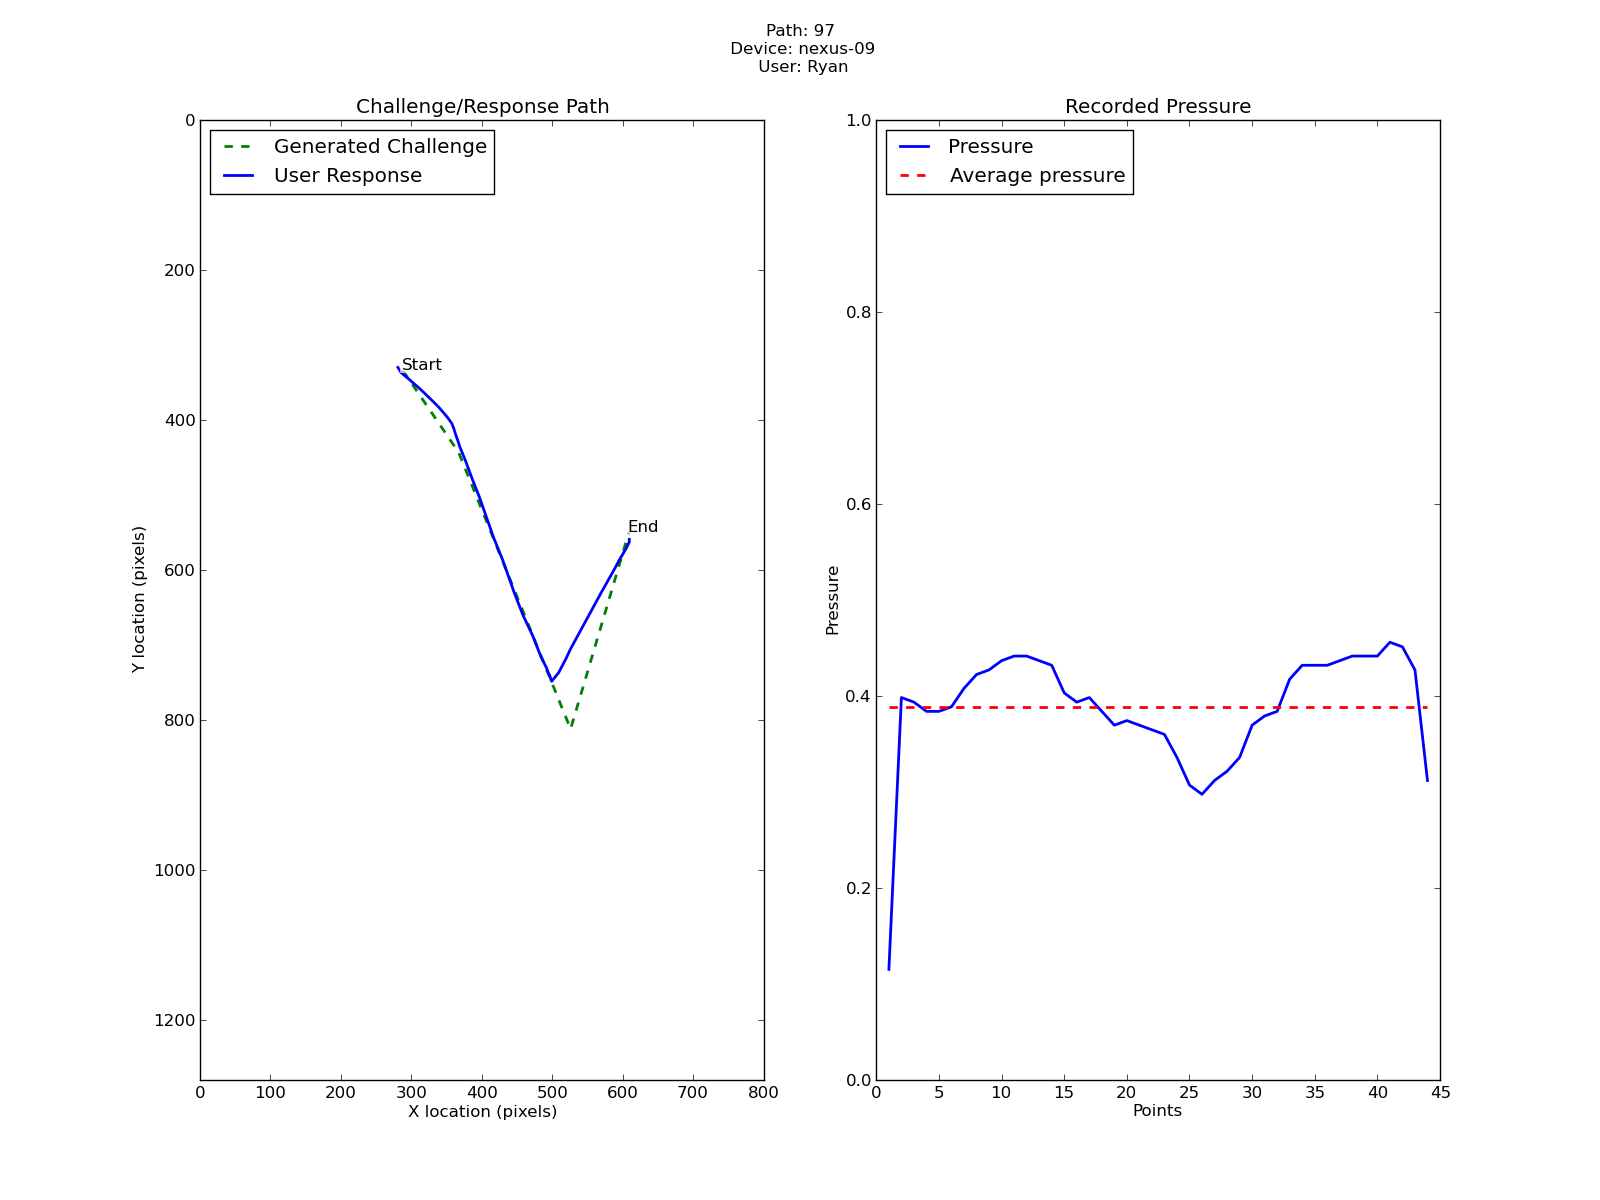 Path: 97
Device: nexus-09
User: Ryan
Challenge/Response Path
Generated Challenge
User Response
Start
End
0
200
400
600
800
1000
1200
Y location (pixels)
0 100 200 300 400 500 600 700 800
X location (pixels)
Recorded Pressure
Pressure
Average pressure
1.0
0.8
0.6
0.4
0.2
0.0
Pressure
0 5 10 15 20 25 30 35 40 45
Points